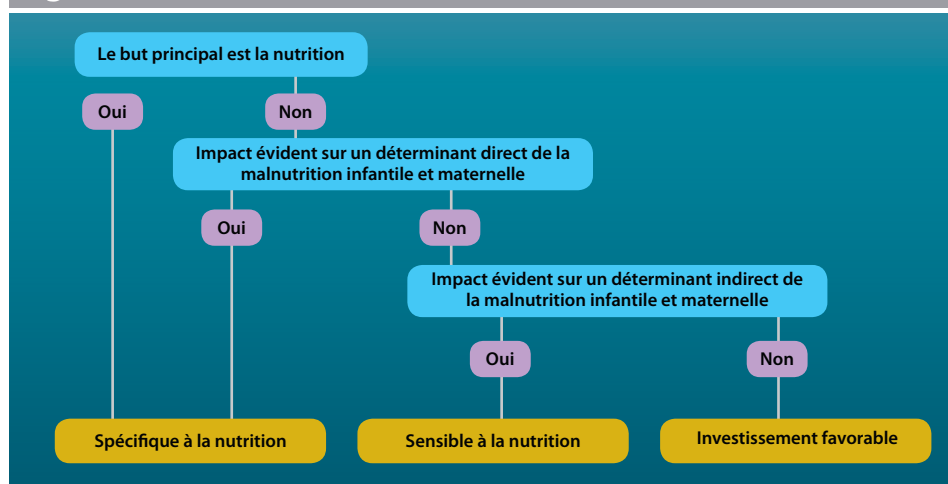 Le but principal est la nutrition
Oui
Non
Impact évident sur un déterminant direct de la
malnutrition infantile et maternelle
Oui
Non
Impact évident sur un déterminant indirect de
la malnutrition infantile et maternelle
Oui
Non
Spécifique à la nutrition
Sensible à la nutrition
Investissement favorable